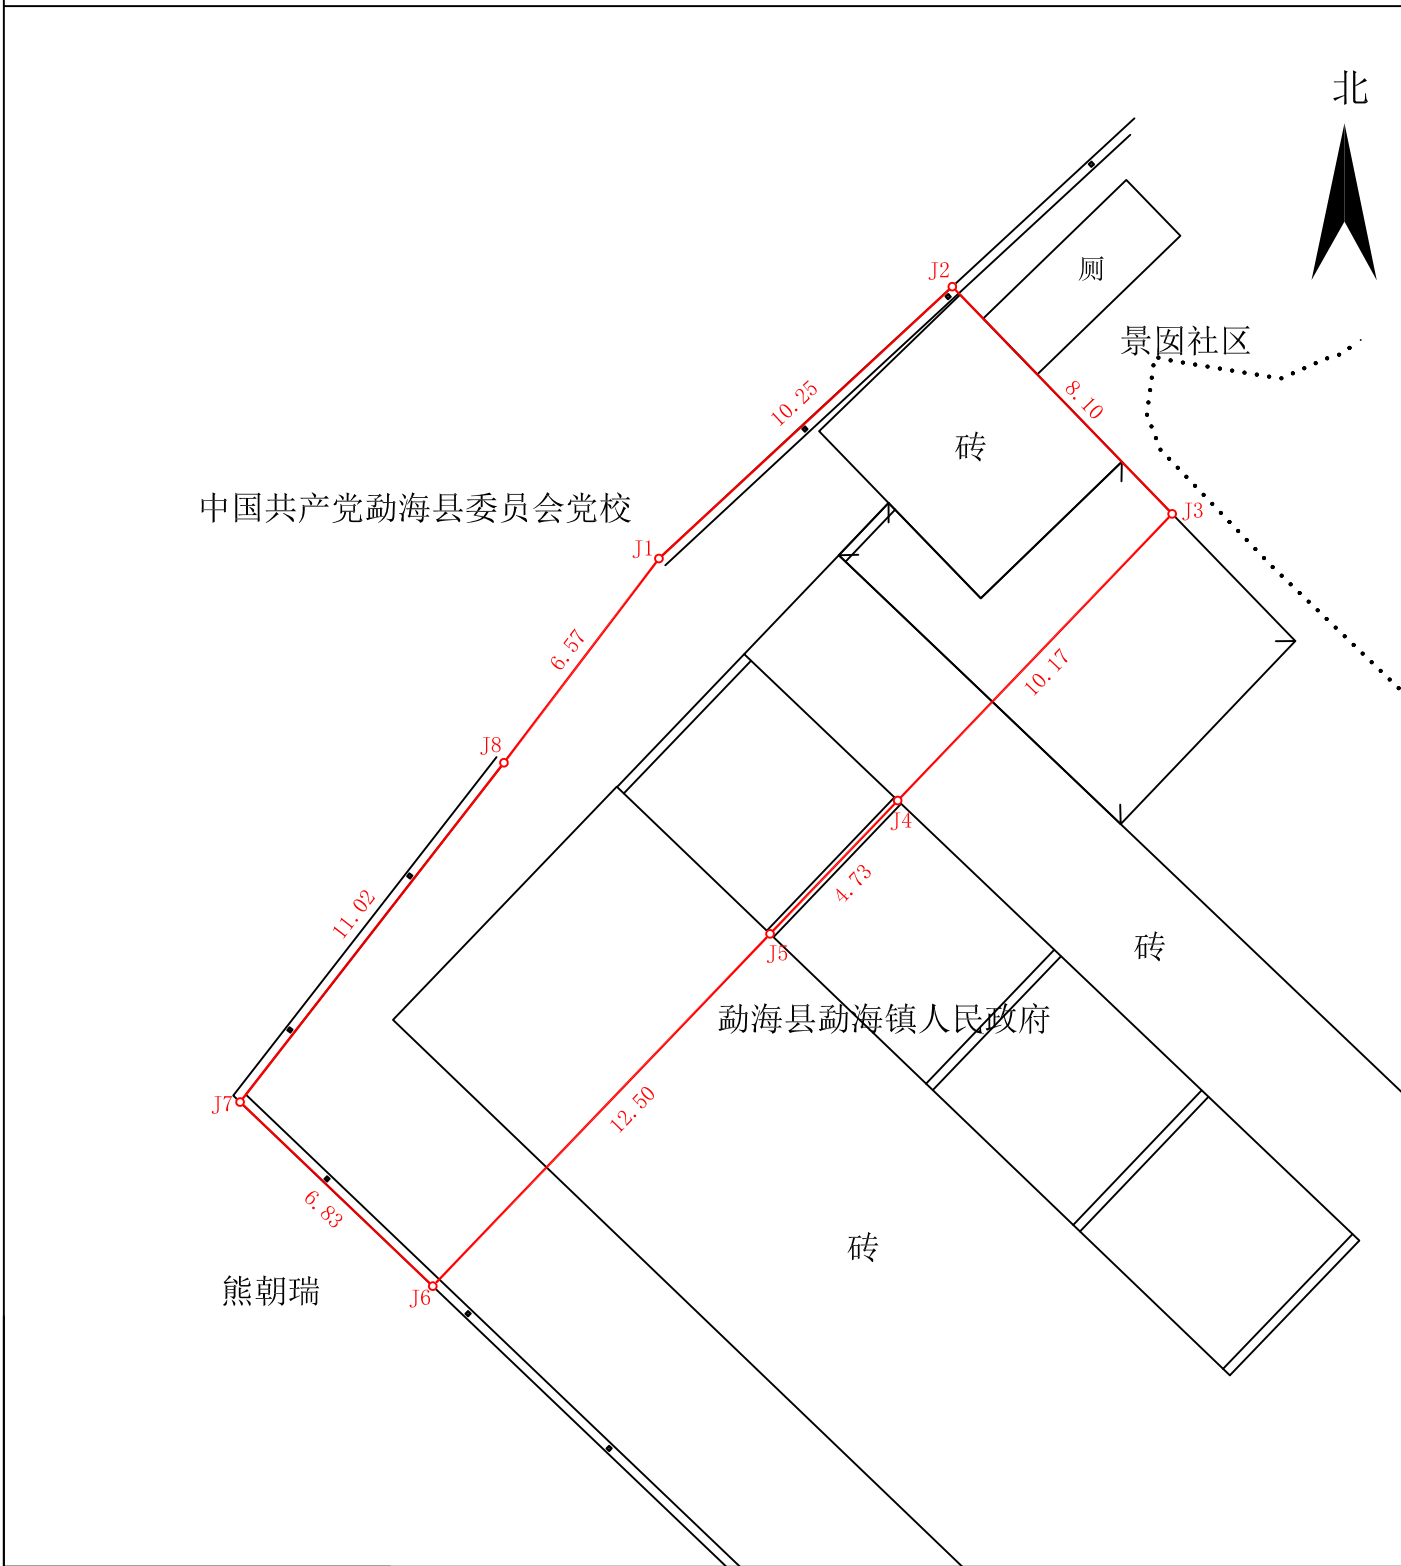 北
J2
厕
景囡社区
8.10
10.25
砖
中国共产党勐海县委员会党校
J3
J1
6.57
10.17
J8
J4
4.73
11.02
J5
砖
勐海县勐海镇人民政府
J7
12.50
6.83
砖
熊朝瑞
J6